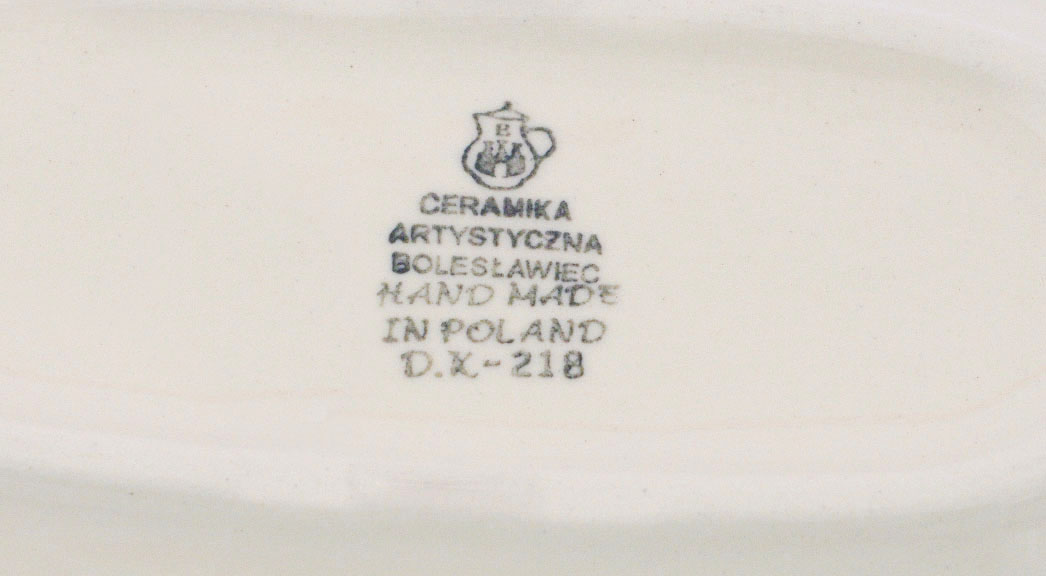 B
CERAMIKA
ARTYSTYCZNA
BOLESŁAWIEC
HAND MADE
IN POLAND
D.K-218